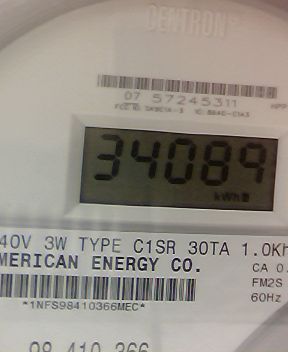 CENTRON
07 57245311
34089
kWh
40V 3W TYPE C1SR 30TA 1.0Kh
MERICAN ENERGY CO.
CA 0.
FM2S
60Hz
*1NFS98410366MEC*
98 410 366